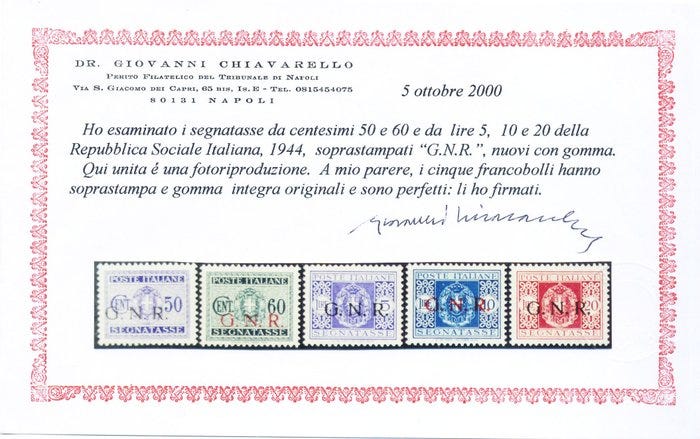 DR. GIOVANNI CHIAVARELLO
PERITO FILATELICO DEL TRIBUNALE DI NAPOLI
VIA S. GIACOMO DEI CAPRI, 65 BIS, IS. E - TEL. 0815454075
80131 NAPOLI
5 ottobre 2000
Ho esaminato i segnatasse da centesimi 50 e 60 e da lire 5, 10 e 20 della
Repubblica Sociale Italiana, 1944, soprastampati “G.N.R.”, nuovi con gomma.
Qui unita é una fotoriproduzione. A mio parere, i cinque francobolli hanno
soprastampa e gomma integra originali e sono perfetti: li ho firmati.
POSTE ITALIANE
CENT 50
G.N.R.
SEGNATASSE
POSTE ITALIANE
CENT 60
G.N.R.
SEGNATASSE
POSTE ITALIANE
5
G.N.R.
SEGNATASSE
POSTE ITALIANE
10
G.N.R.
SEGNATASSE
POSTE ITALIANE
20
G.N.R.
SEGNATASSE